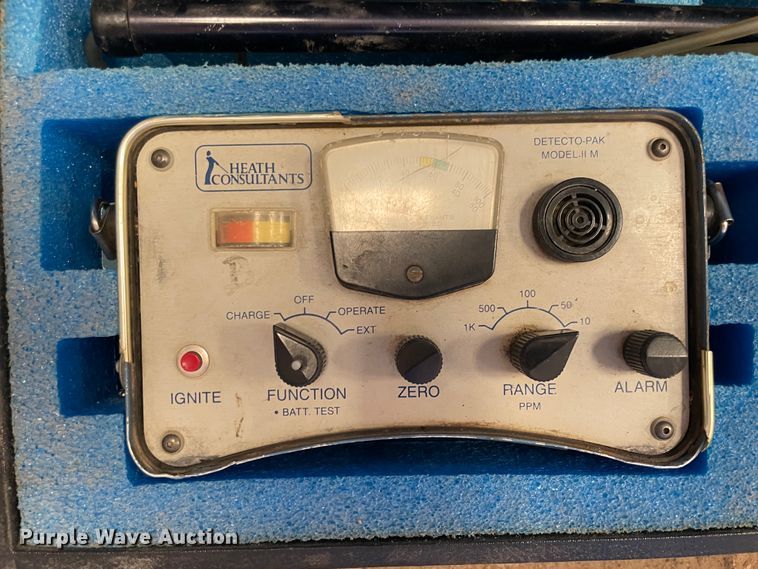 HEATH
CONSULTANTS
DETECTO-PAK
MODEL-II M
CHARGE
OFF
OPERATE
EXT
1K
500
100
50
10
IGNITE
FUNCTION
• BATT. TEST
ZERO
RANGE
PPM
ALARM
Purple Wave Auction